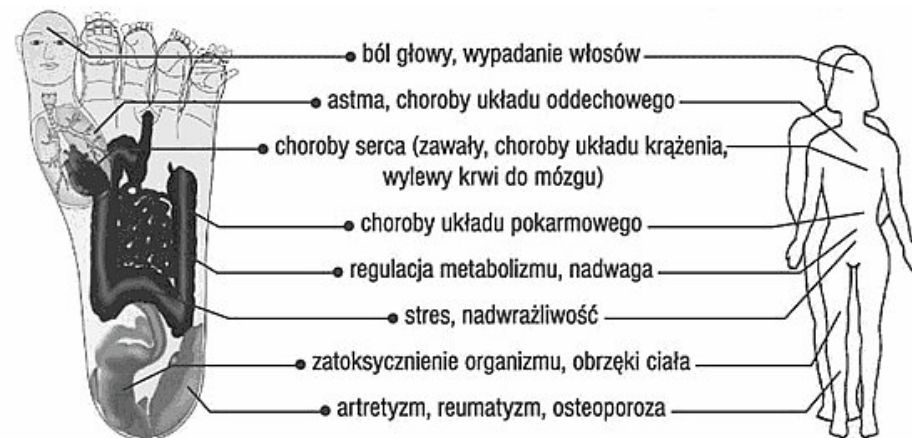 ból głowy, wypadanie włosów
astma, choroby układu oddechowego
choroby serca (zawały, choroby układu krążenia,
wylewy krwi do mózgu)
choroby układu pokarmowego
regulacja metabolizmu, nadwaga
stres, nadwrażliwość
zatoksycznienie organizmu, obrzęki ciała
artretyzm, reumatyzm, osteoporoza